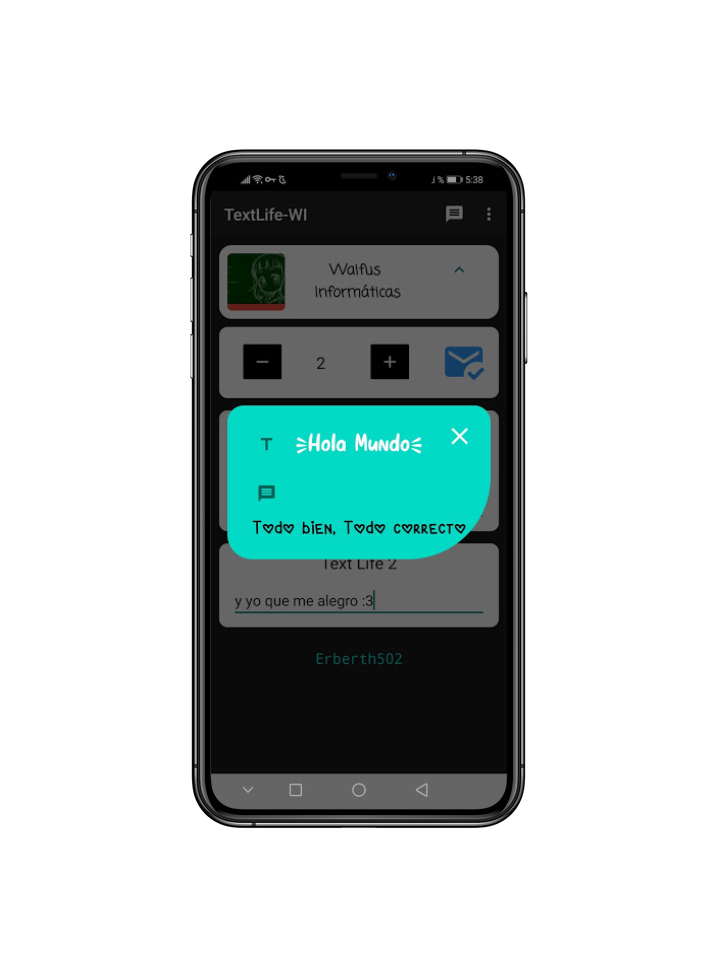 5:38
TextLife-WI
Waifus
Informáticas
2
Hola Mundo
Todo bien, Todo correcto
Text Life 2
y yo que me alegro :3
Erberth502